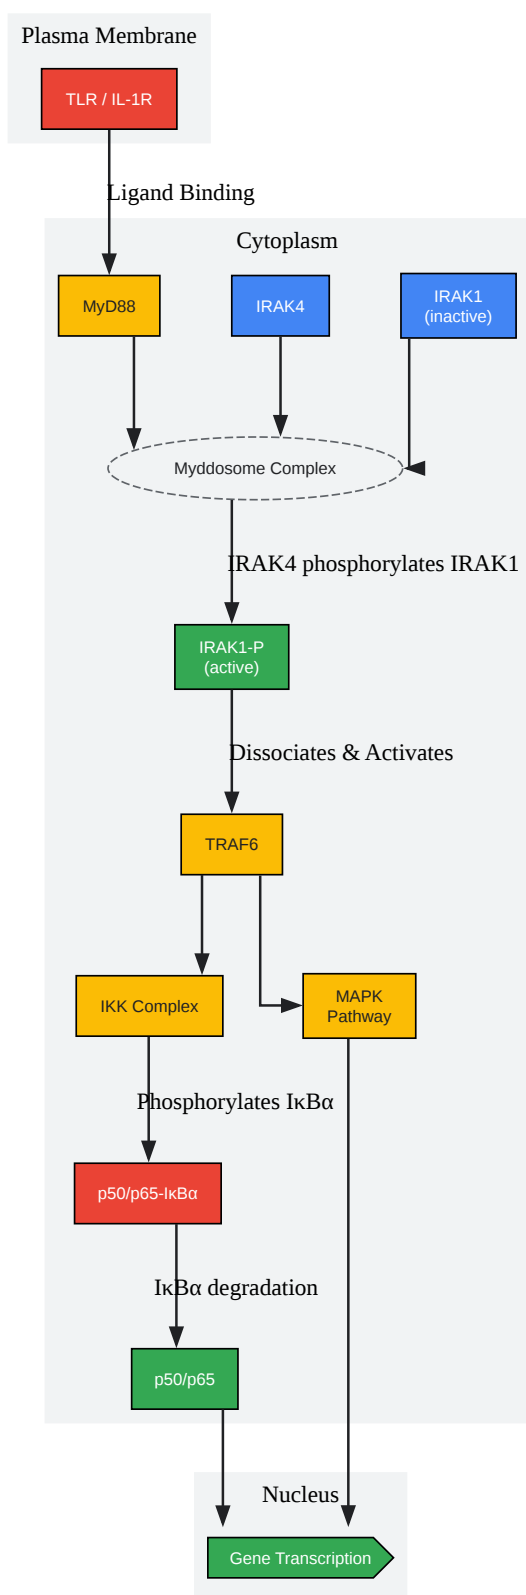 Plasma Membrane
TLR / IL-1R
Ligand Binding
Cytoplasm
MyD88
IRAK4
IRAK1
(inactive)
Myddosome Complex
IRAK4 phosphorylates IRAK1
IRAK1-P
(active)
Dissociates & Activates
TRAF6
IKK Complex
MAPK
Pathway
Phosphorylates IκBα
p50/p65-IκBα
IκBα degradation
p50/p65
Nucleus
Gene Transcription